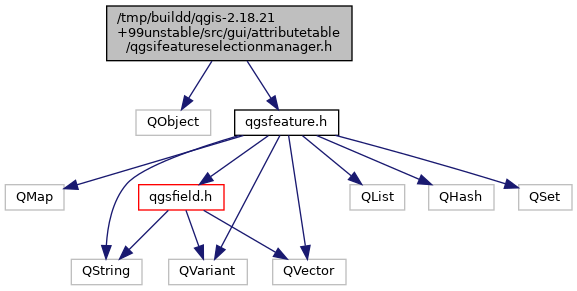 /tmp/buildd/qgis-2.18.21
+99unstable/src/gui/attributetable
/qgsifeatureselectionmanager.h
QObject
qgsfeature.h
QMap
qgsfield.h
QList
QHash
QSet
QString
QVariant
QVector